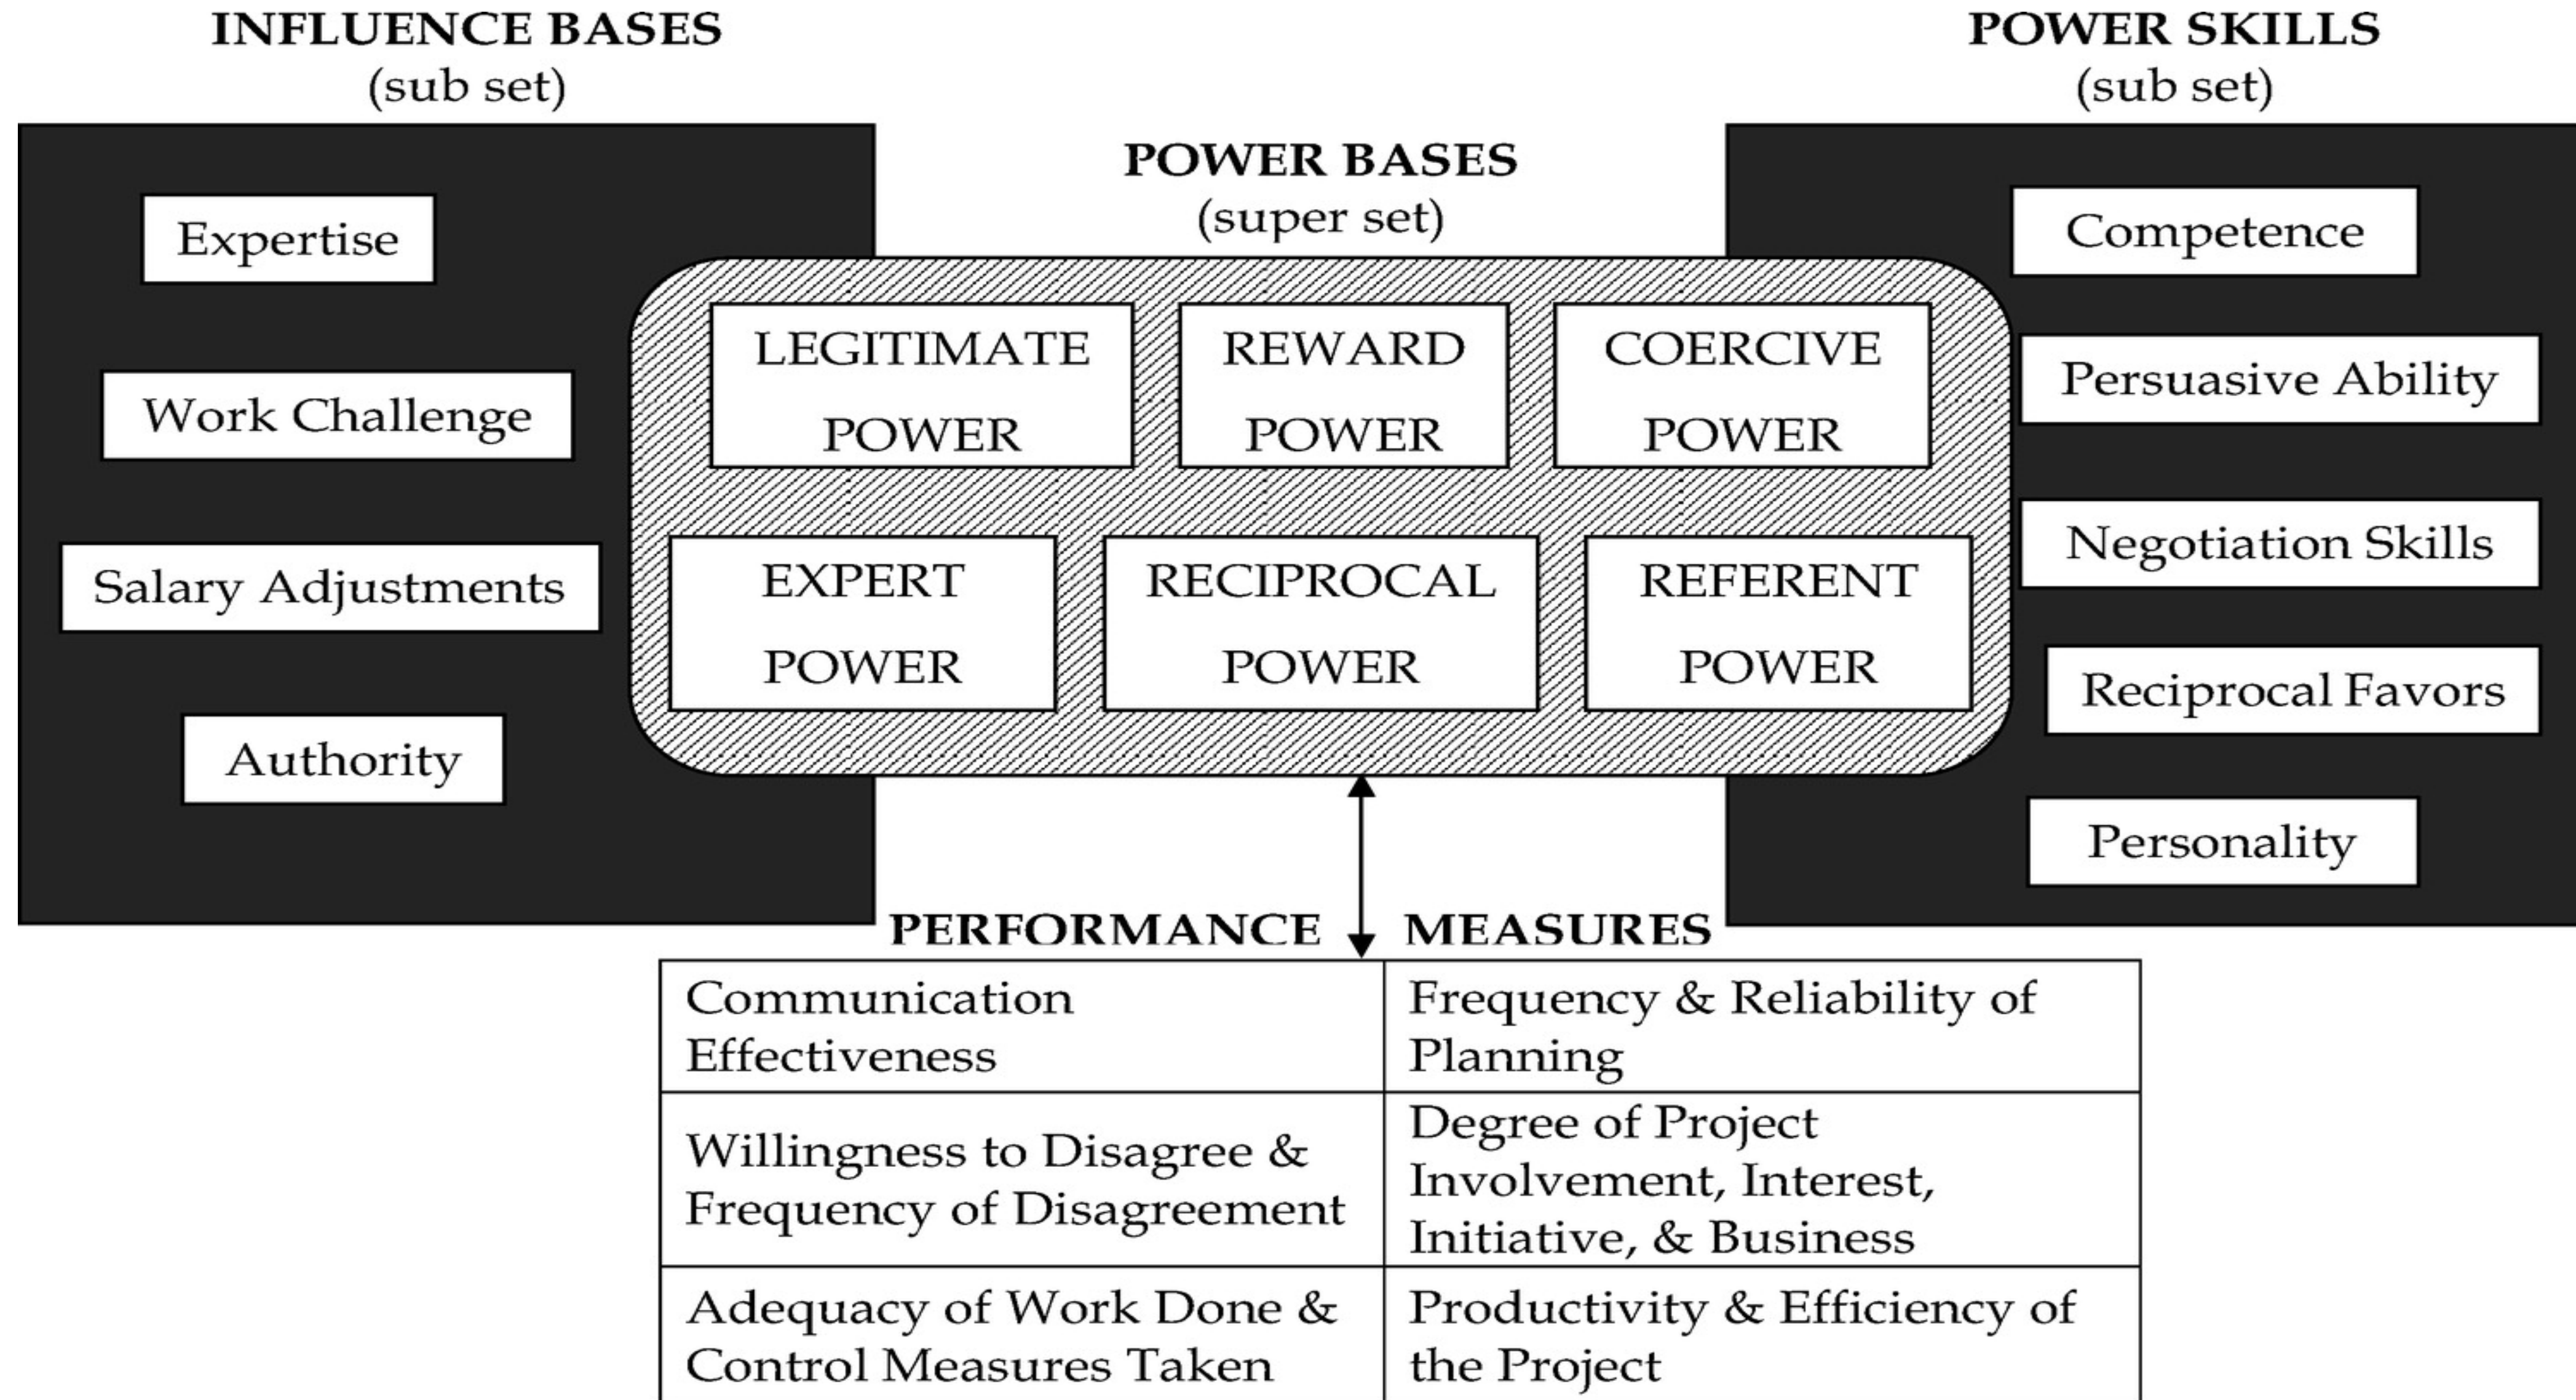 INFLUENCE BASES
(sub set)
Expertise
Work Challenge
Salary Adjustments
Authority
POWER BASES
(super set)
LEGITIMATE
POWER
REWARD
POWER
COERCIVE
POWER
EXPERT
POWER
RECIPROCAL
POWER
REFERENT
POWER
POWER SKILLS
(sub set)
Competence
Persuasive Ability
Negotiation Skills
Reciprocal Favors
Personality
PERFORMANCE MEASURES
Communication
Effectiveness
Frequency & Reliability of
Planning
Willingness to Disagree &
Frequency of Disagreement
Degree of Project
Involvement, Interest,
Initiative, & Business
Adequacy of Work Done &
Control Measures Taken
Productivity & Efficiency of
the Project